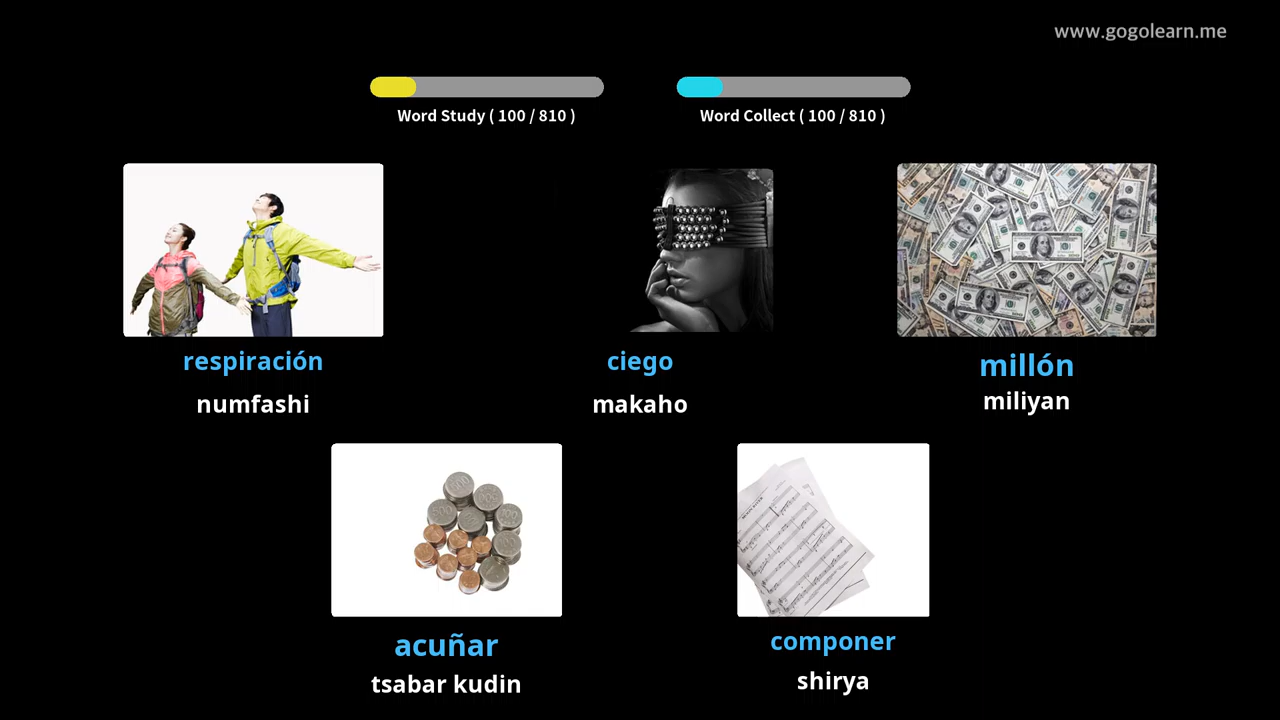 www.gogolearn.me
Word Study ( 100 / 810 )
Word Collect ( 100 / 810 )
respiración
numfashi
ciego
makaho
millón
miliyan
acuñar
tsabar kudin
componer
shirya